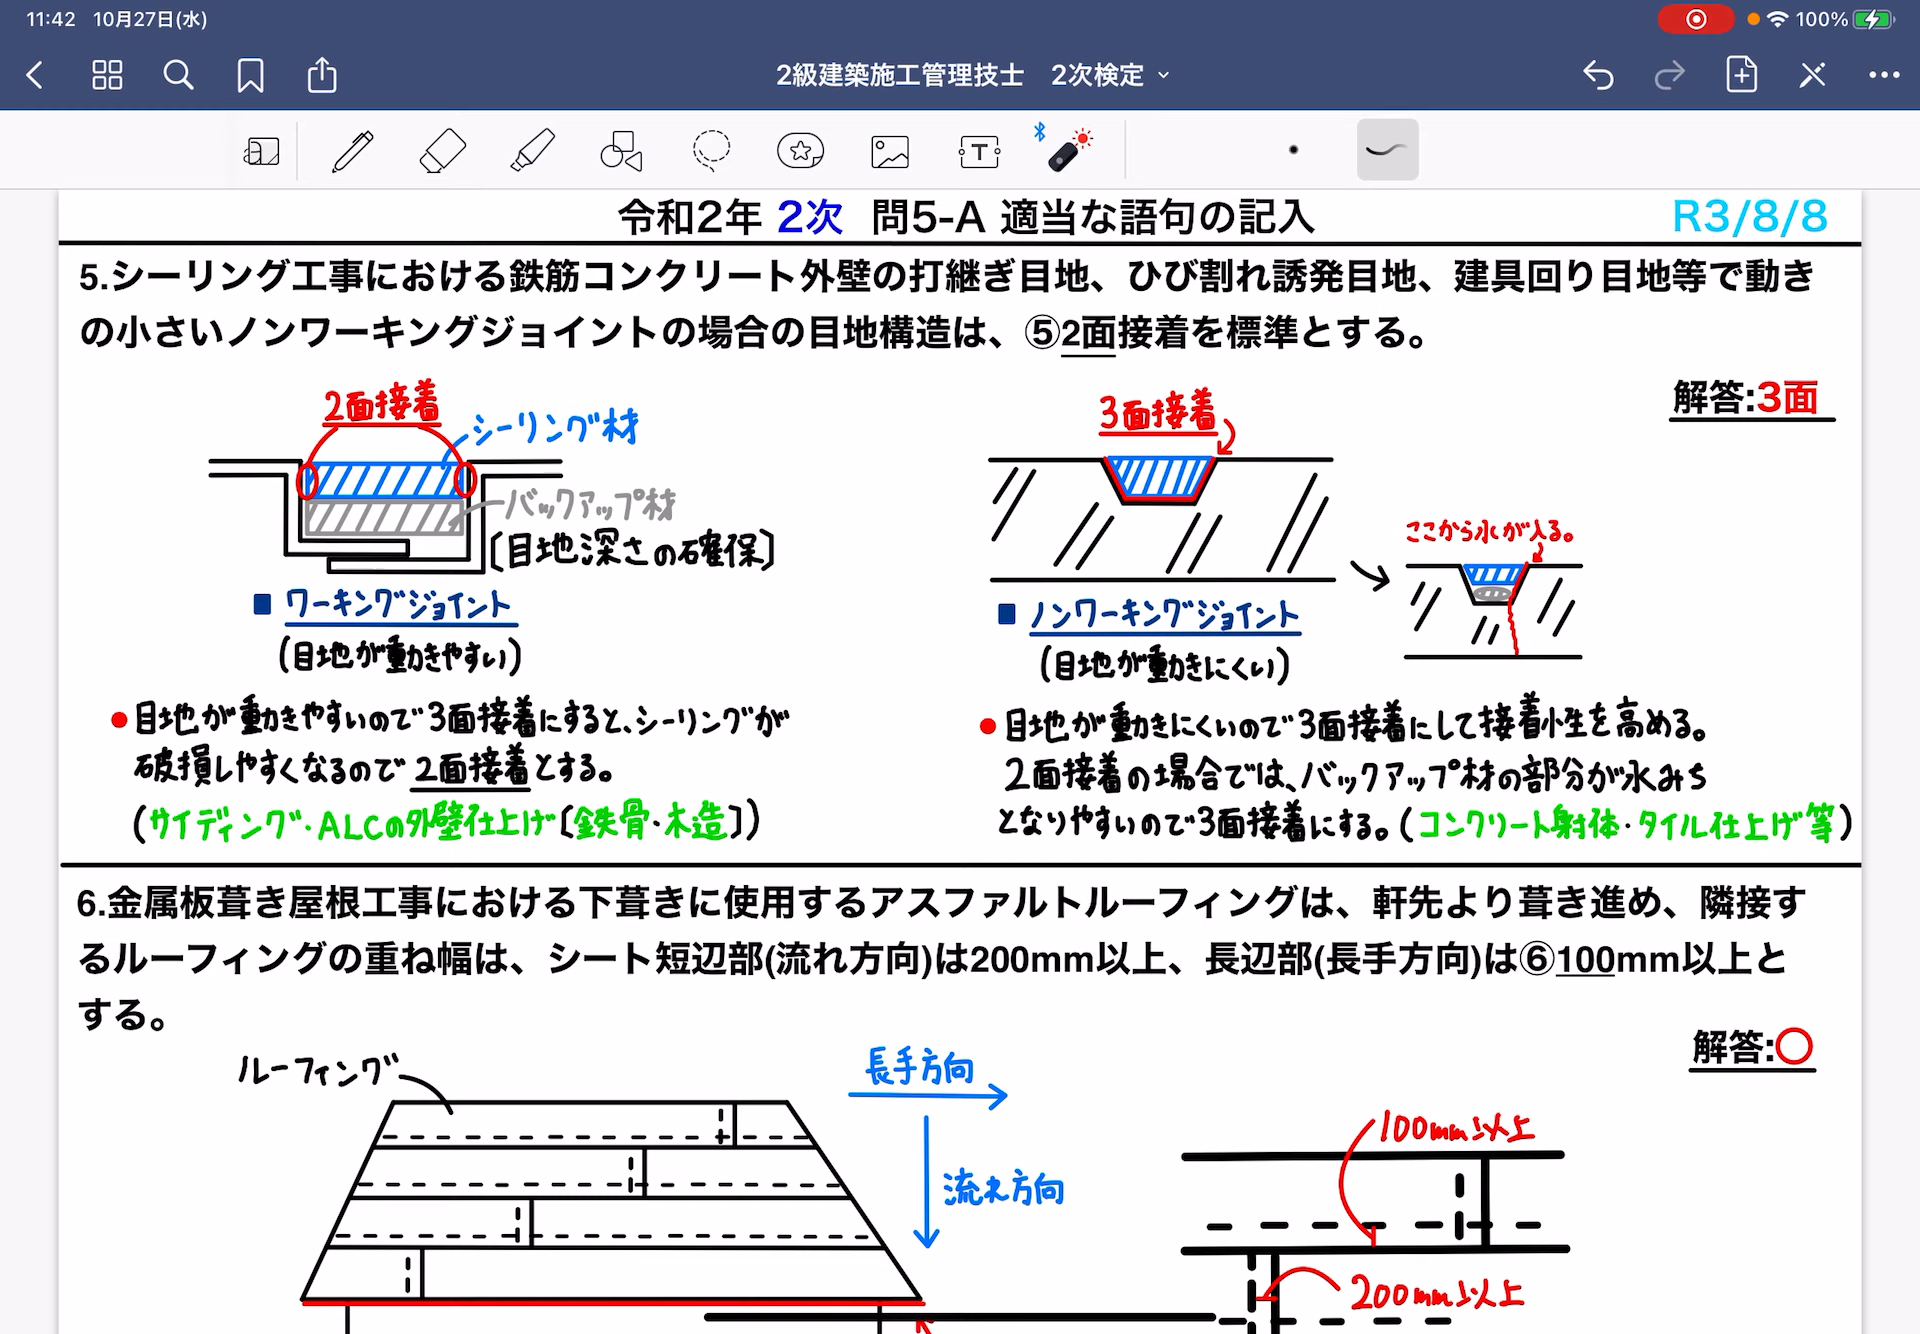 11:42 10月27日(水)
100%
2級建築施工管理技士 2次検定
令和2年 2次 問5-A 適当な語句の記入
R3/8/8
5.シーリング工事における鉄筋コンクリート外壁の打継ぎ目地、ひび割れ誘発目地、建具回り目地等で動き
の小さいノンワーキングジョイントの場合の目地構造は、⑤2面接着を標準とする。
解答:3面
2面接着
シーリング材
バックアップ材
〔目地深さの確保〕
■ ワーキングジョイント
(目地が動きやすい)
3面接着
ここから水が入る。
■ ノンワーキングジョイント
(目地が動きにくい)
●目地が動きやすいので3面接着にすると、シーリングが
破損しやすくなるので2面接着とする。
(サイディング・ALCの外壁仕上げ〔鉄骨・木造〕)
●目地が動きにくいので3面接着にして接着性を高める。
2面接着の場合では、バックアップ材の部分が水みち
となりやすいので3面接着にする。(コンクリート躯体・タイル仕上げ等)
6.金属板葺き屋根工事における下葺きに使用するアスファルトルーフィングは、軒先より葺き進め、隣接す
るルーフィングの重ね幅は、シート短辺部(流れ方向)は200mm以上、長辺部(長手方向)は⑥100mm以上と
する。
解答:○
ルーフィング
長手方向
流れ方向
100mm以上
200mm以上